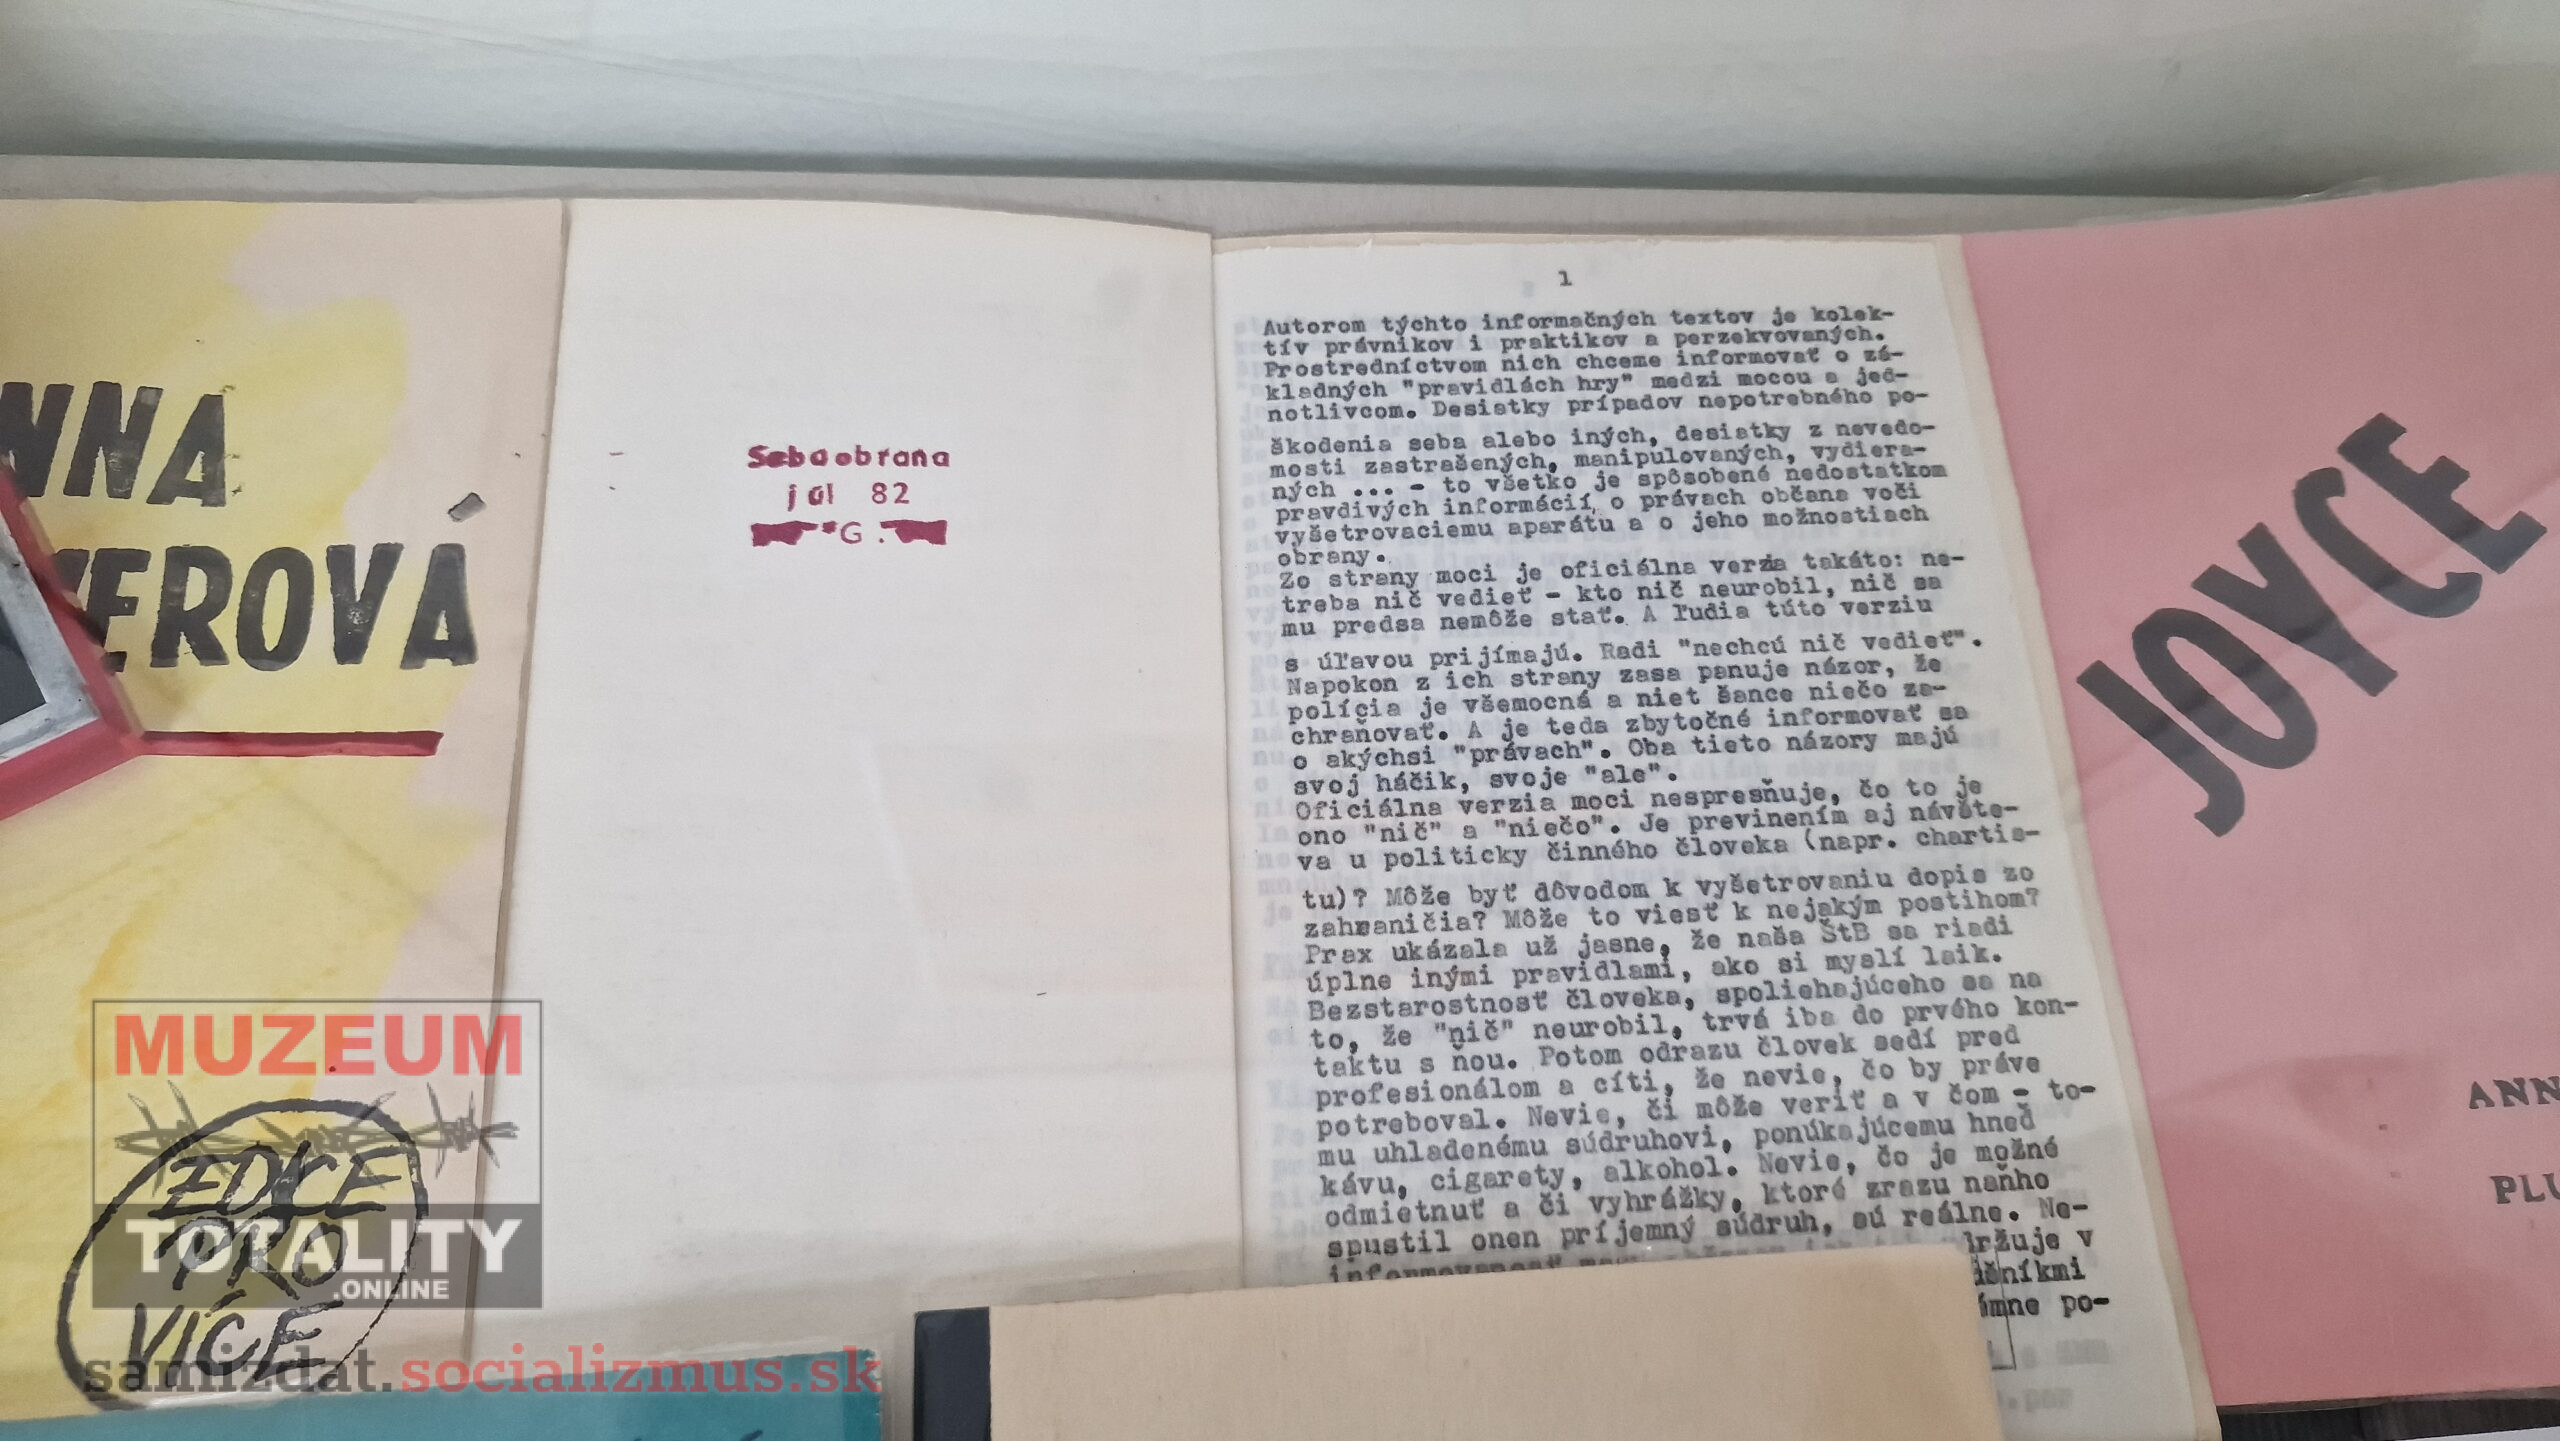 NNA
EROVÁ
EDICE
PRO
VÍCE
Sebaobrana
júl 82
"G.
1
Autorom týchto informačných textov je kolek-
tív právnikov i praktikov a perzekvovaných.
Prostredníctvom nich chceme informovať o zá-
kladných "pravidlách hry" medzi mocou a jed-
notlivcom. Desiatky prípadov nepotrebného po-
škodenia seba alebo iných, desiatky z nevedo-
mosti zastrašených, manipulovaných, vydiera-
ných ... - to všetko je spôsobené nedostatkom
pravdivých informácií, o právach občana voči
vyšetrovaciemu aparátu a o jeho možnostiach
obrany.
Zo strany moci je oficiálna verzia takáto: ne-
treba nič vedieť - kto nič neurobil, nič sa
mu predsa nemôže stať. A ľudia túto verziu
s úľavou prijímajú. Radi "nechcú nič vedieť".
Napokon z ich strany zasa panuje názor, že
polícia je všemocná a niet šance niečo za-
chraňovať. A je teda zbytočné informovať sa
o akýchsi "právach". Oba tieto názory majú
svoj háčik, svoje "ale".
Oficiálna verzia moci nespresňuje, čo to je
ono "nič" a "niečo". Je previnením aj návšte-
va u politicky činného človeka (napr. chartis-
tu)? Môže byť dôvodom k vyšetrovaniu dopis zo
zahraničia? Môže to viesť k nejakým postihom?
Prax ukázala už jasne, že naša ŠtB sa riadi
úplne inými pravidlami, ako si myslí laik.
Bezstarostnosť človeka, spoliehajúceho sa na
to, že "nič" neurobil, trvá iba do prvého kon-
taktu s ňou. Potom odrazu človek sedí pred
profesionálom a cíti, že nevie, čo by práve
potreboval. Nevie, či môže veriť a v čom - to-
mu uhladenému súdruhovi, ponúkajúcemu hneď
kávu, cigarety, alkohol. Nevie, čo je možné
odmietnuť a či vyhrážky, ktoré zrazu naňho
spustil onen príjemný súdruh, sú reálne. Ne-
informovanosť držuje v
níkmi
mne po-
JOYCE
ANN
PLU
MUZEUM
TOTALITY
.ONLINE
samizdat.socializmus.sk